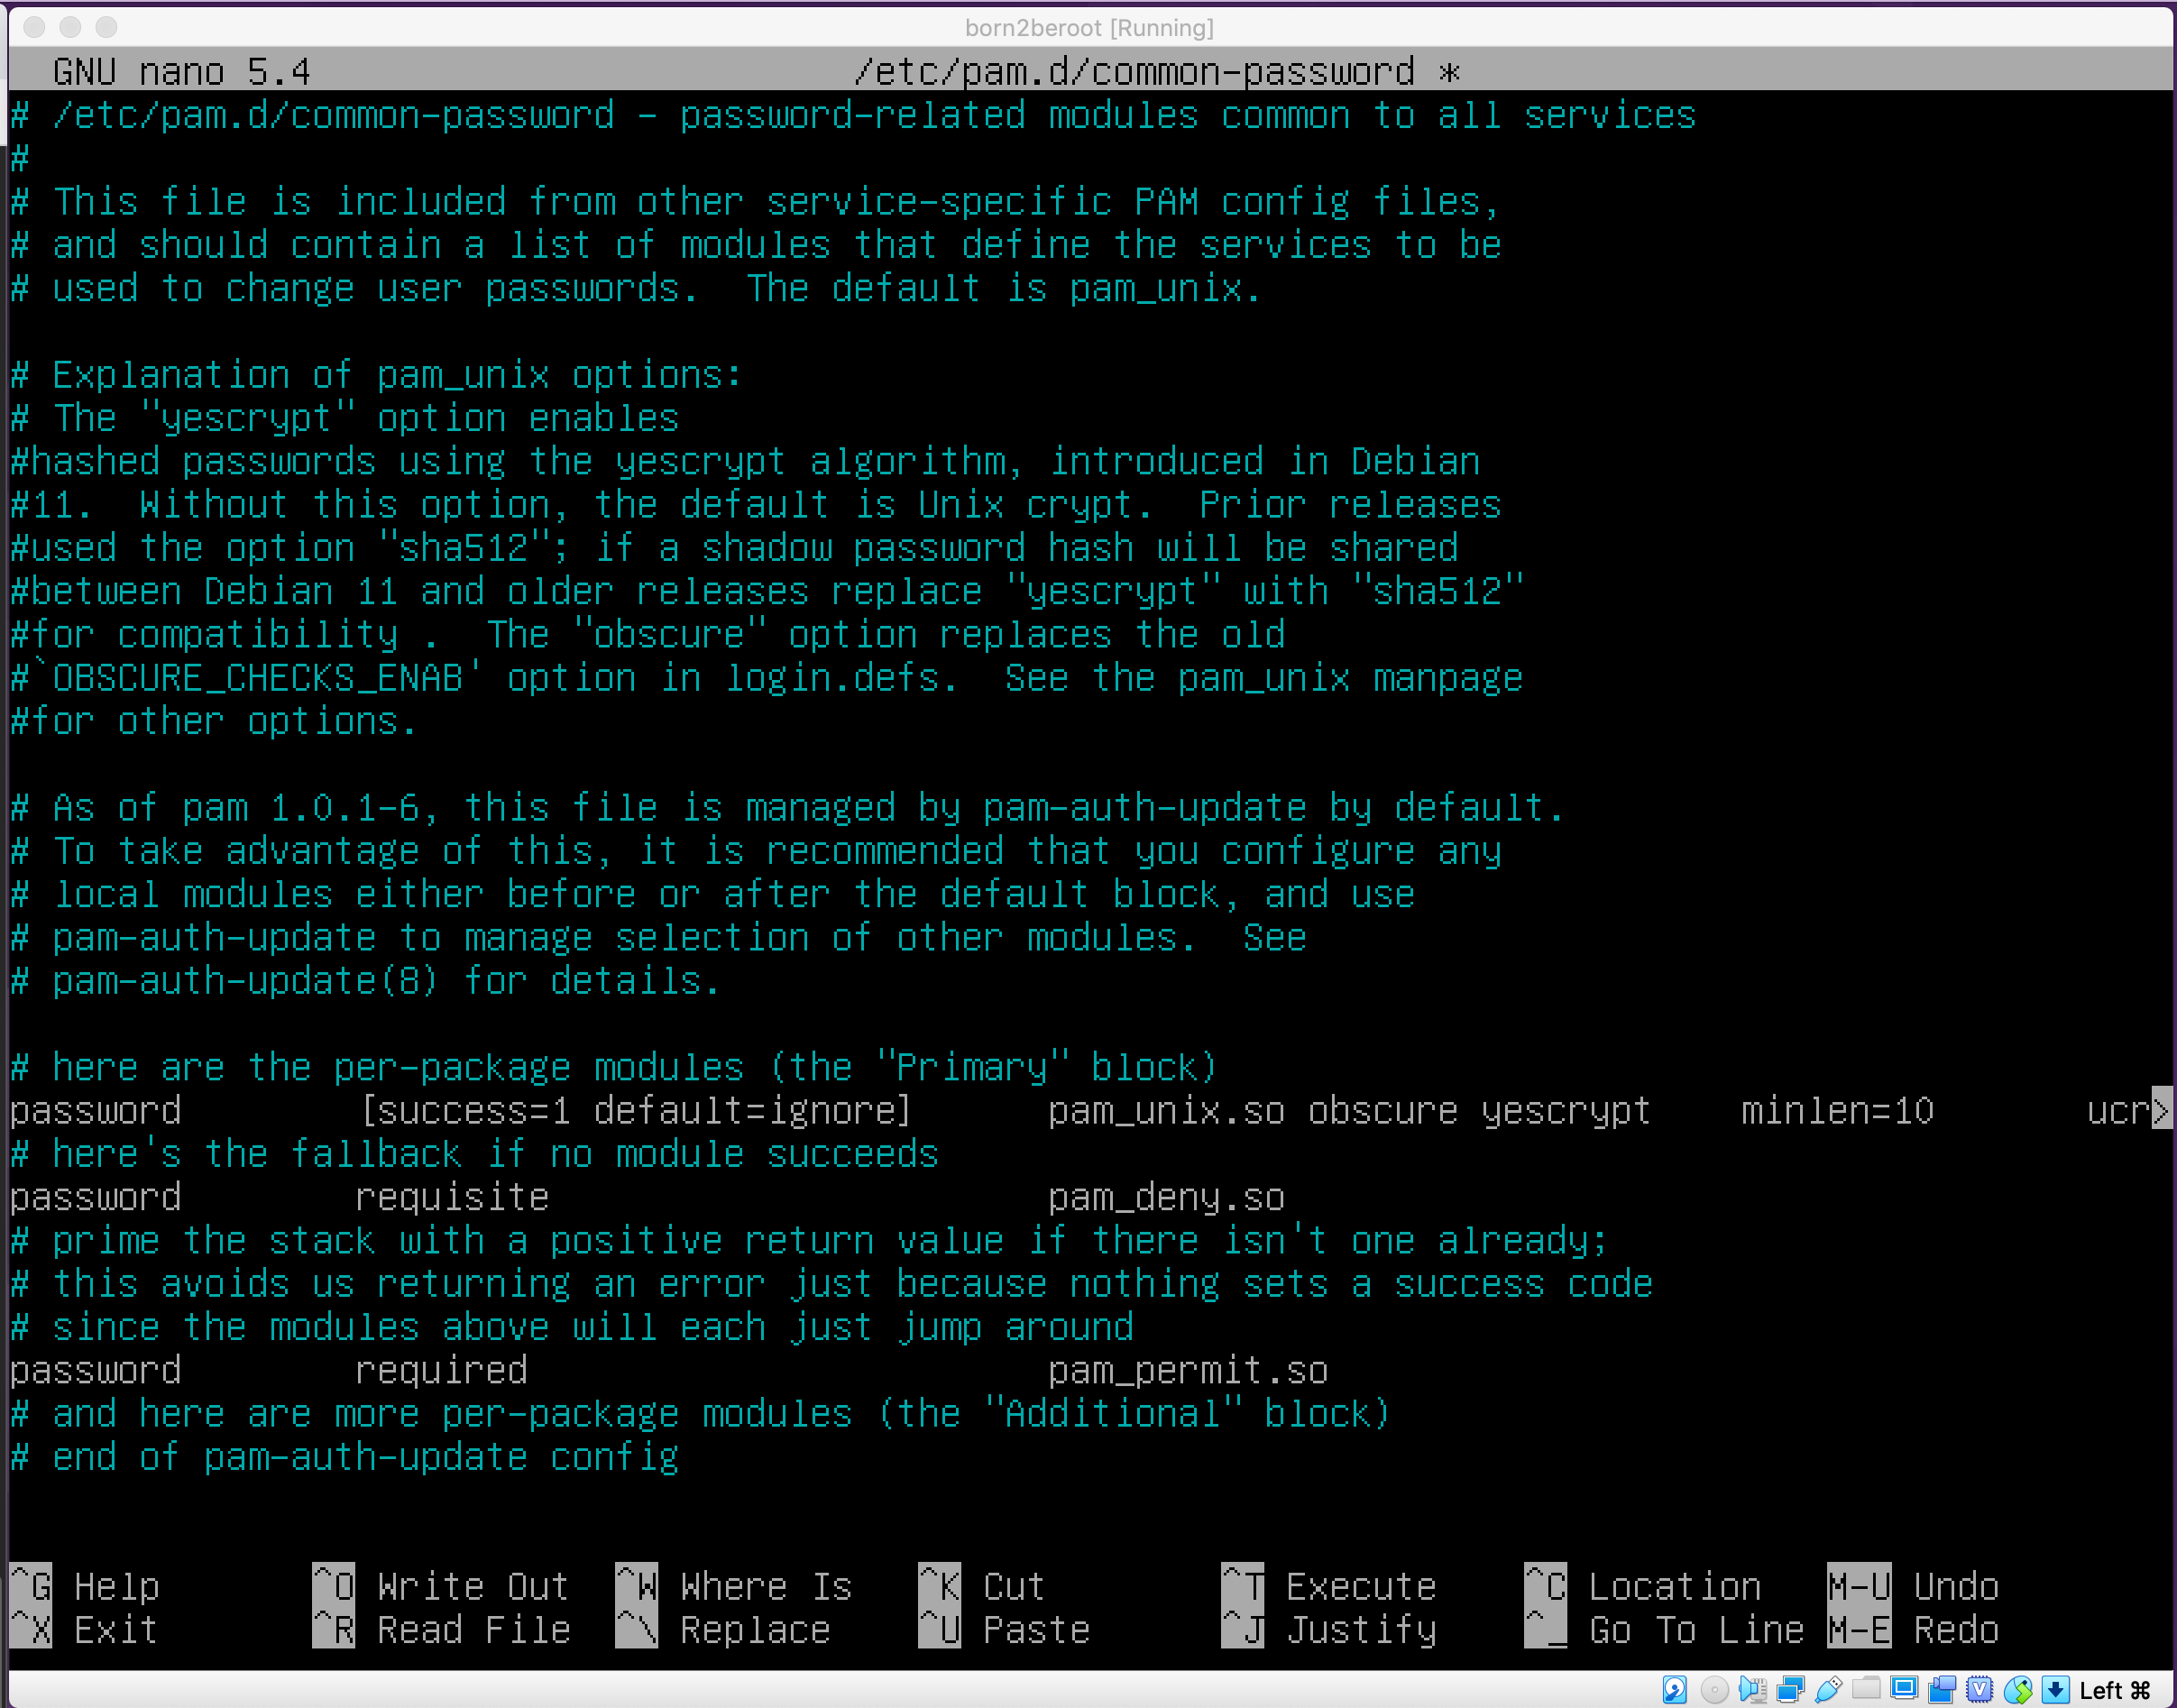 born2beroot [Running]
GNU nano 5.4 /etc/pam.d/common-password *
# /etc/pam.d/common-password - password-related modules common to all services
#
# This file is included from other service-specific PAM config files,
# and should contain a list of modules that define the services to be
# used to change user passwords.  The default is pam_unix.
# Explanation of pam_unix options:
# The "yescrypt" option enables
#hashed passwords using the yescrypt algorithm, introduced in Debian
#11.  Without this option, the default is Unix crypt.  Prior releases
#used the option "sha512"; if a shadow password hash will be shared
#between Debian 11 and older releases replace "yescrypt" with "sha512"
#for compatibility .  The "obscure" option replaces the old
#`OBSCURE_CHECKS_ENAB' option in login.defs.  See the pam_unix manpage
#for other options.
# As of pam 1.0.1-6, this file is managed by pam-auth-update by default.
# To take advantage of this, it is recommended that you configure any
# local modules either before or after the default block, and use
# pam-auth-update to manage selection of other modules.  See
# pam-auth-update(8) for details.
# here are the per-package modules (the "Primary" block)
password        [success=1 default=ignore]      pam_unix.so obscure yescrypt    minlen=10       ucr>
# here's the fallback if no module succeeds
password        requisite                       pam_deny.so
# prime the stack with a positive return value if there isn't one already;
# this avoids us returning an error just because nothing sets a success code
# since the modules above will each just jump around
password        required                        pam_permit.so
# and here are more per-package modules (the "Additional" block)
# end of pam-auth-update config
^G Help ^O Write Out ^W Where Is ^K Cut ^T Execute ^C Location M-U Undo
^X Exit ^R Read File ^\ Replace ^U Paste ^J Justify ^_ Go To Line M-E Redo
Left ⌘